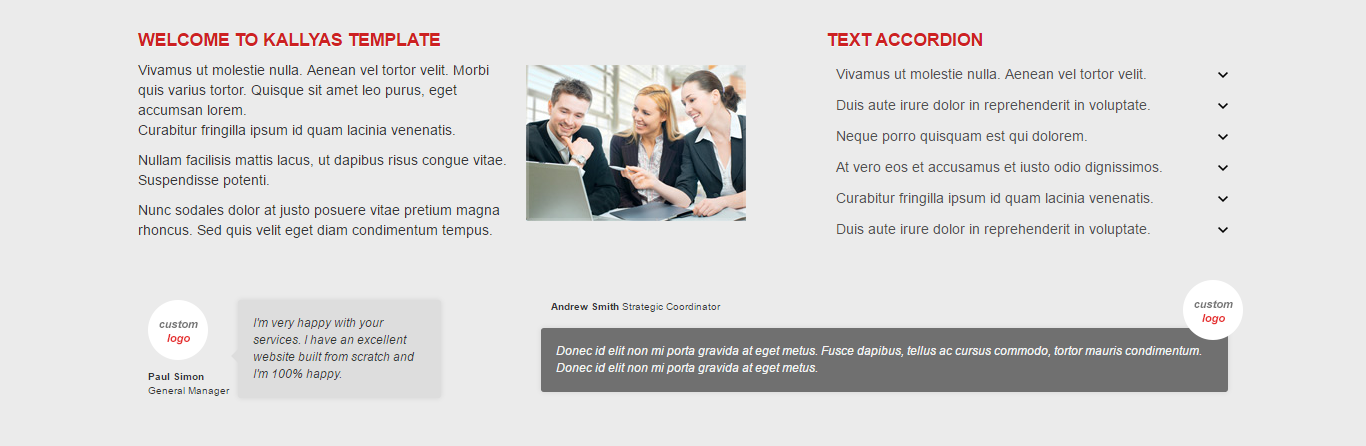 WELCOME TO KALLYAS TEMPLATE
Vivamus ut molestie nulla. Aenean vel tortor velit. Morbi
quis varius tortor. Quisque sit amet leo purus, eget
accumsan lorem.
Curabitur fringilla ipsum id quam lacinia venenatis.
Nullam facilisis mattis lacus, ut dapibus risus congue vitae.
Suspendisse potenti.
Nunc sodales dolor at justo posuere vitae pretium magna
rhoncus. Sed quis velit eget diam condimentum tempus.
TEXT ACCORDION
Vivamus ut molestie nulla. Aenean vel tortor velit.
Duis aute irure dolor in reprehenderit in voluptate.
Neque porro quisquam est qui dolorem.
At vero eos et accusamus et iusto odio dignissimos.
Curabitur fringilla ipsum id quam lacinia venenatis.
Duis aute irure dolor in reprehenderit in voluptate.
custom
logo
Paul Simon
General Manager
I'm very happy with your
services. I have an excellent
website built from scratch and
I'm 100% happy.
Andrew Smith Strategic Coordinator
custom
logo
Donec id elit non mi porta gravida at eget metus. Fusce dapibus, tellus ac cursus commodo, tortor mauris condimentum.
Donec id elit non mi porta gravida at eget metus.